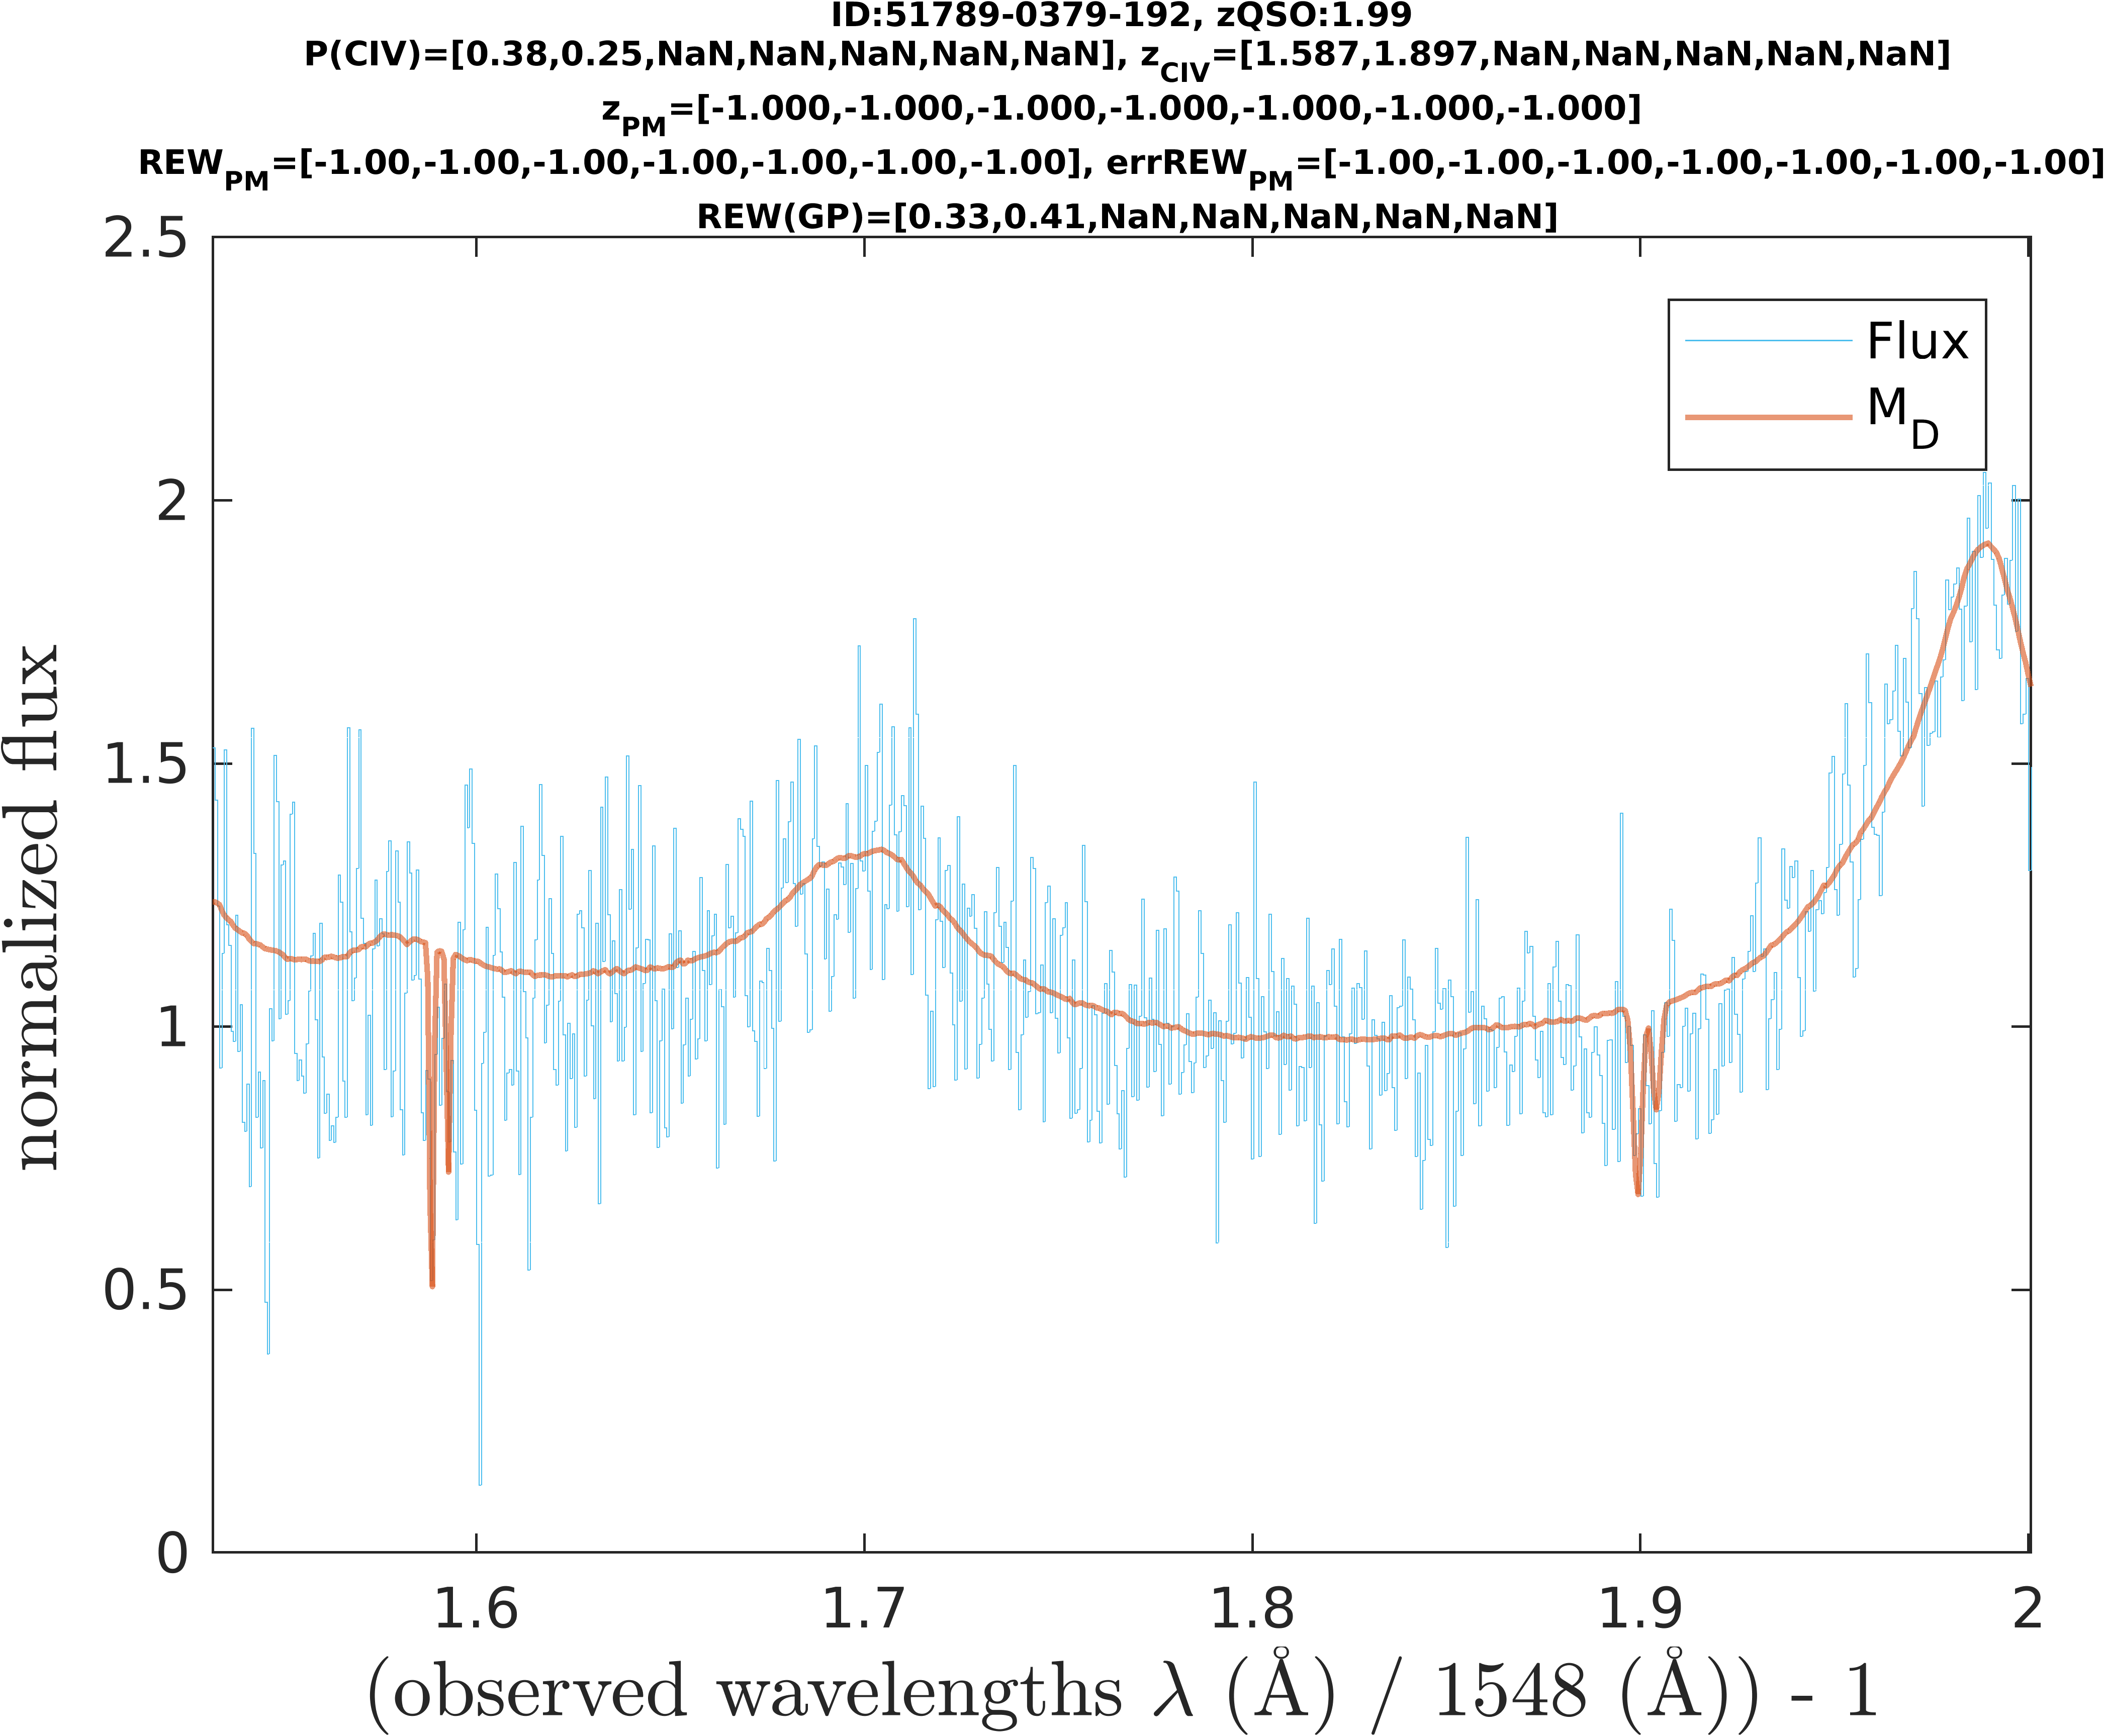 ID:51789-0379-192, zQSO:1.99
P(CIV)=[0.38,0.25,NaN,NaN,NaN,NaN,NaN], zCIV=[1.587,1.897,NaN,NaN,NaN,NaN,NaN]
zPM=[-1.000,-1.000,-1.000,-1.000,-1.000,-1.000,-1.000]
REWPM=[-1.00,-1.00,-1.00,-1.00,-1.00,-1.00,-1.00], errREWPM=[-1.00,-1.00,-1.00,-1.00,-1.00,-1.00,-1.00]
REW(GP)=[0.33,0.41,NaN,NaN,NaN,NaN,NaN]
2.5
2
1.5
1
0.5
0
normalized flux
Flux
MD
1.6
1.7
1.8
1.9
2
(observed wavelengths λ (Å) / 1548 (Å)) - 1